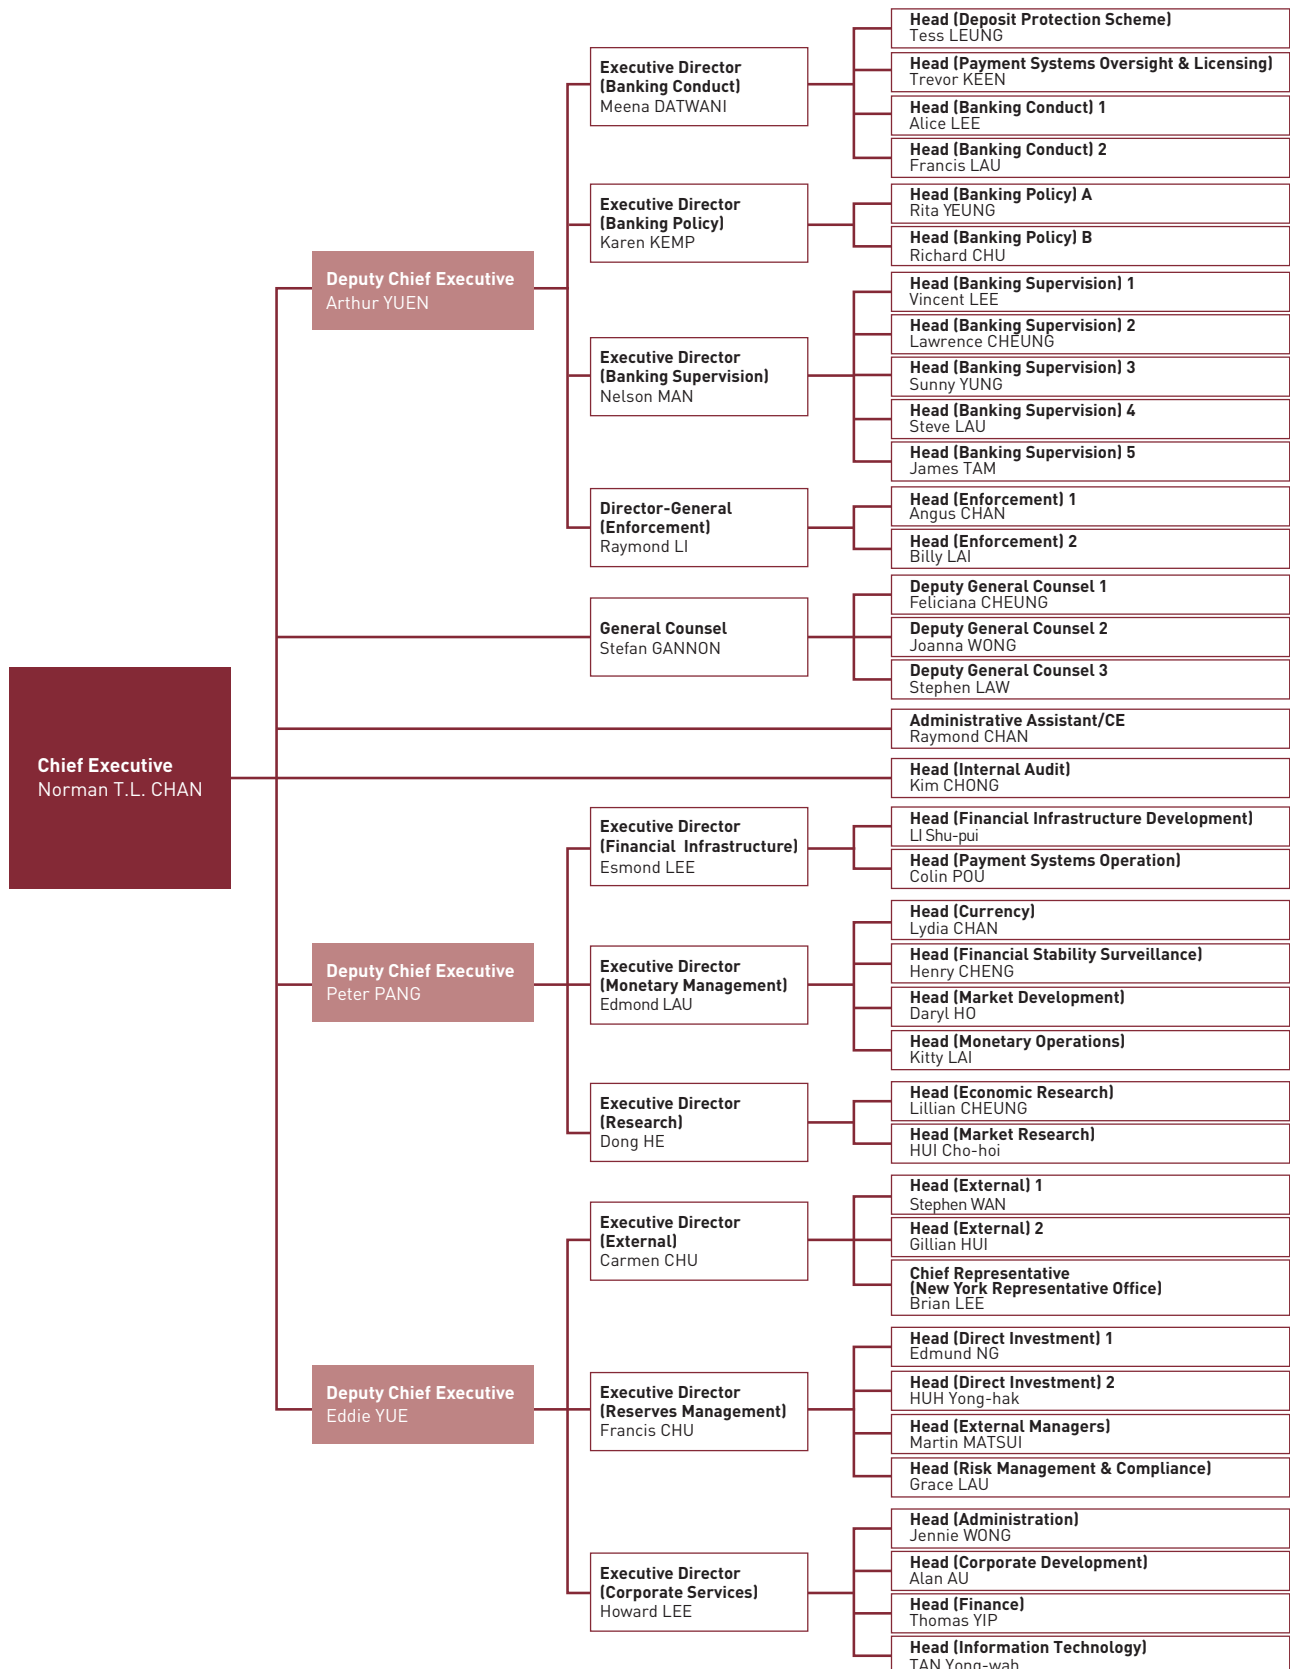 Chief Executive
Norman T.L. CHAN
Deputy Chief Executive
Arthur YUEN
Executive Director
(Banking Conduct)
Meena DATWANI
Head (Deposit Protection Scheme)
Tess LEUNG
Head (Payment Systems Oversight & Licensing)
Trevor KEEN
Head (Banking Conduct) 1
Alice LEE
Head (Banking Conduct) 2
Francis LAU
Executive Director
(Banking Policy)
Karen KEMP
Head (Banking Policy) A
Rita YEUNG
Head (Banking Policy) B
Richard CHU
Executive Director
(Banking Supervision)
Nelson MAN
Head (Banking Supervision) 1
Vincent LEE
Head (Banking Supervision) 2
Lawrence CHEUNG
Head (Banking Supervision) 3
Sunny YUNG
Head (Banking Supervision) 4
Steve LAU
Head (Banking Supervision) 5
James TAM
Director-General
(Enforcement)
Raymond LI
Head (Enforcement) 1
Angus CHAN
Head (Enforcement) 2
Billy LAI
General Counsel
Stefan GANNON
Deputy General Counsel 1
Feliciana CHEUNG
Deputy General Counsel 2
Joanna WONG
Deputy General Counsel 3
Stephen LAW
Administrative Assistant/CE
Raymond CHAN
Head (Internal Audit)
Kim CHONG
Deputy Chief Executive
Peter PANG
Executive Director
(Financial Infrastructure)
Esmond LEE
Head (Financial Infrastructure Development)
LI Shu-pui
Head (Payment Systems Operation)
Colin POU
Executive Director
(Monetary Management)
Edmond LAU
Head (Currency)
Lydia CHAN
Head (Financial Stability Surveillance)
Henry CHENG
Head (Market Development)
Daryl HO
Head (Monetary Operations)
Kitty LAI
Executive Director
(Research)
Dong HE
Head (Economic Research)
Lillian CHEUNG
Head (Market Research)
HUI Cho-hoi
Deputy Chief Executive
Eddie YUE
Executive Director
(External)
Carmen CHU
Head (External) 1
Stephen WAN
Head (External) 2
Gillian HUI
Chief Representative
(New York Representative Office)
Brian LEE
Executive Director
(Reserves Management)
Francis CHU
Head (Direct Investment) 1
Edmund NG
Head (Direct Investment) 2
HUH Yong-hak
Head (External Managers)
Martin MATSUI
Head (Risk Management & Compliance)
Grace LAU
Executive Director
(Corporate Services)
Howard LEE
Head (Administration)
Jennie WONG
Head (Corporate Development)
Alan AU
Head (Finance)
Thomas YIP
Head (Information Technology)
TAN Yong-wah